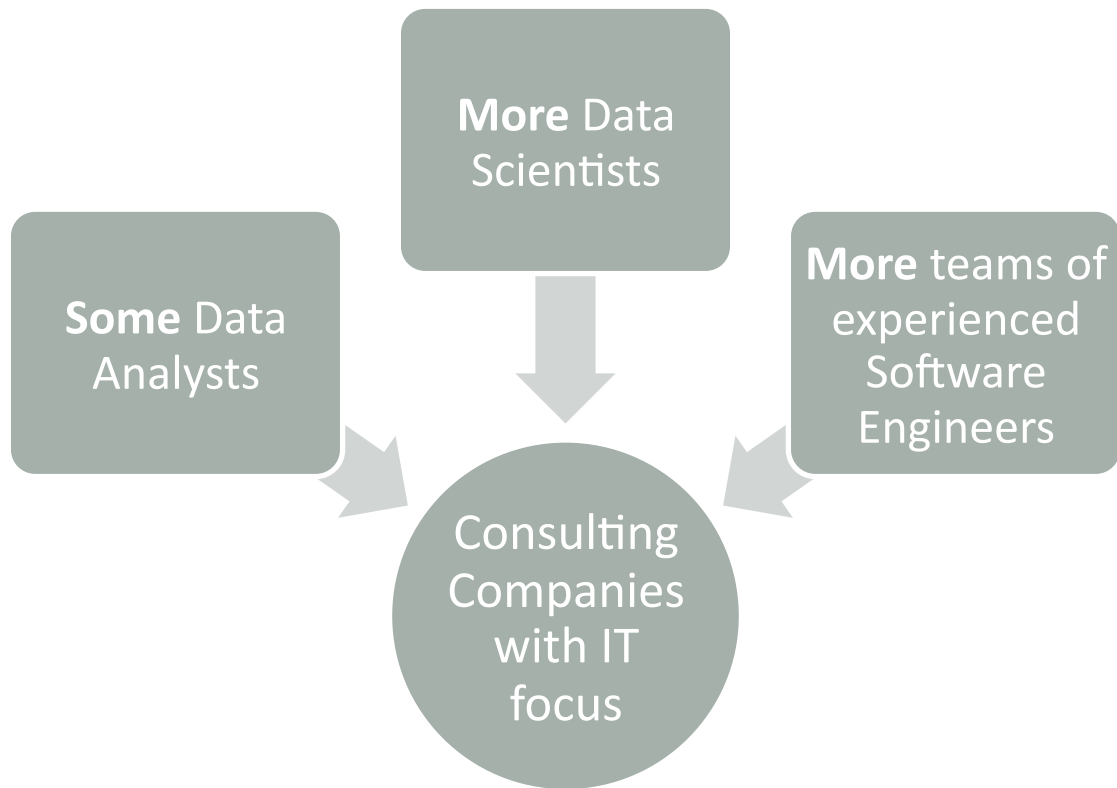 More Data
Scientists
Some Data
Analysts
More teams of
experienced
Software
Engineers
Consulting
Companies
with IT
focus